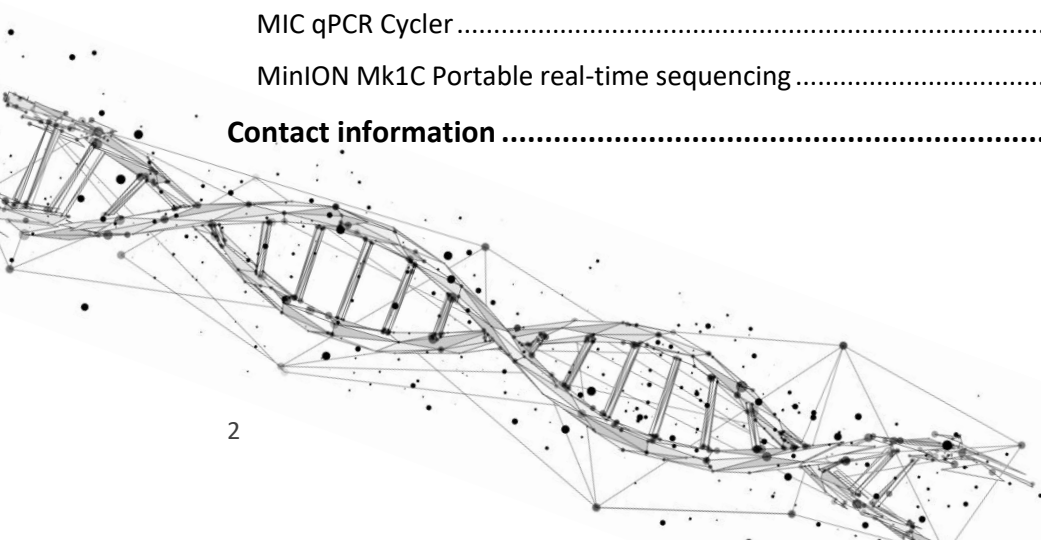 MIC qPCR Cycler................................................................................
MinION Mk1C Portable real-time sequencing..................................
Contact information................................................................................
2